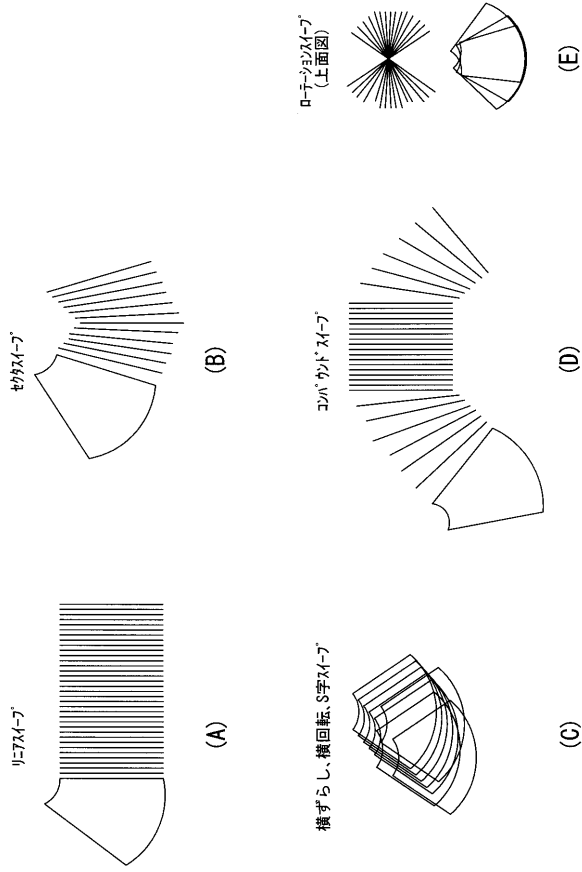 リニアスイープ
(A)
セクタスイープ
(B)
横ずらし、横回転、S字スイープ
(C)
コンパウンドスイープ
(D)
ローテーションスイープ
(上面図)
(E)